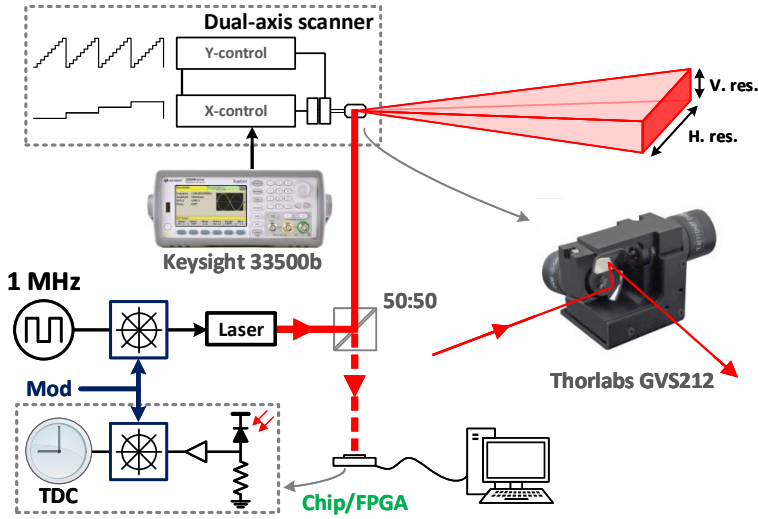 Dual-axis scanner
Y-control
X-control
V. res.
H. res.
Keysight 33500b
1 MHz
Laser
50:50
Mod
Thorlabs GVS212
TDC
Chip/FPGA